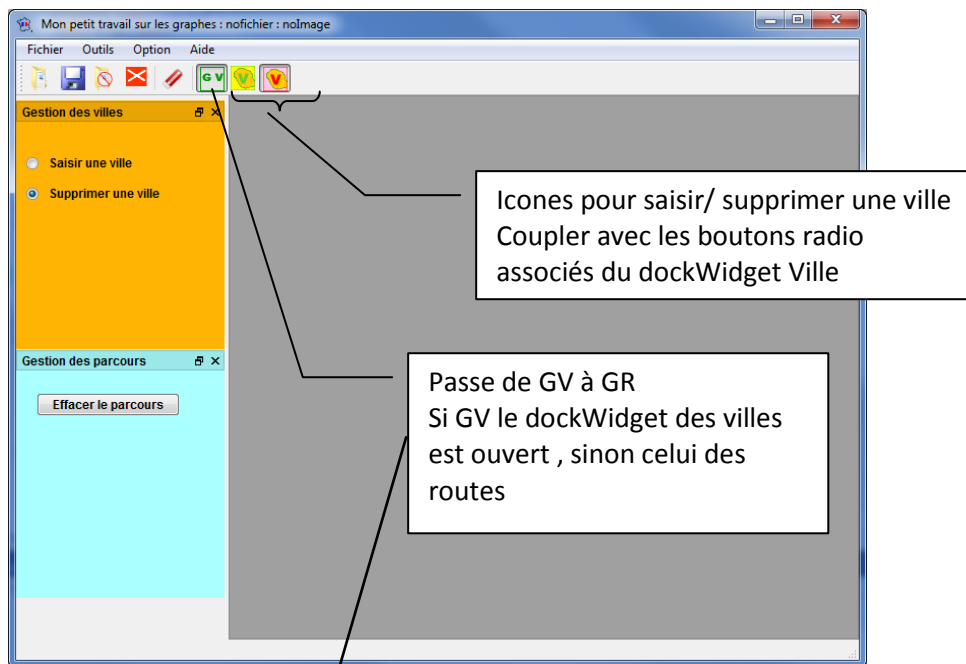 Mon petit travail sur les graphes : nofichier : noImage
Fichier Outils Option Aide
G V V V
Gestion des villes
Saisir une ville
Supprimer une ville
Icones pour saisir/ supprimer une ville
Coupler avec les boutons radio
associés du dockWidget Ville
Gestion des parcours
Effacer le parcours
Passe de GV à GR
Si GV le dockWidget des villes
est ouvert , sinon celui des
routes